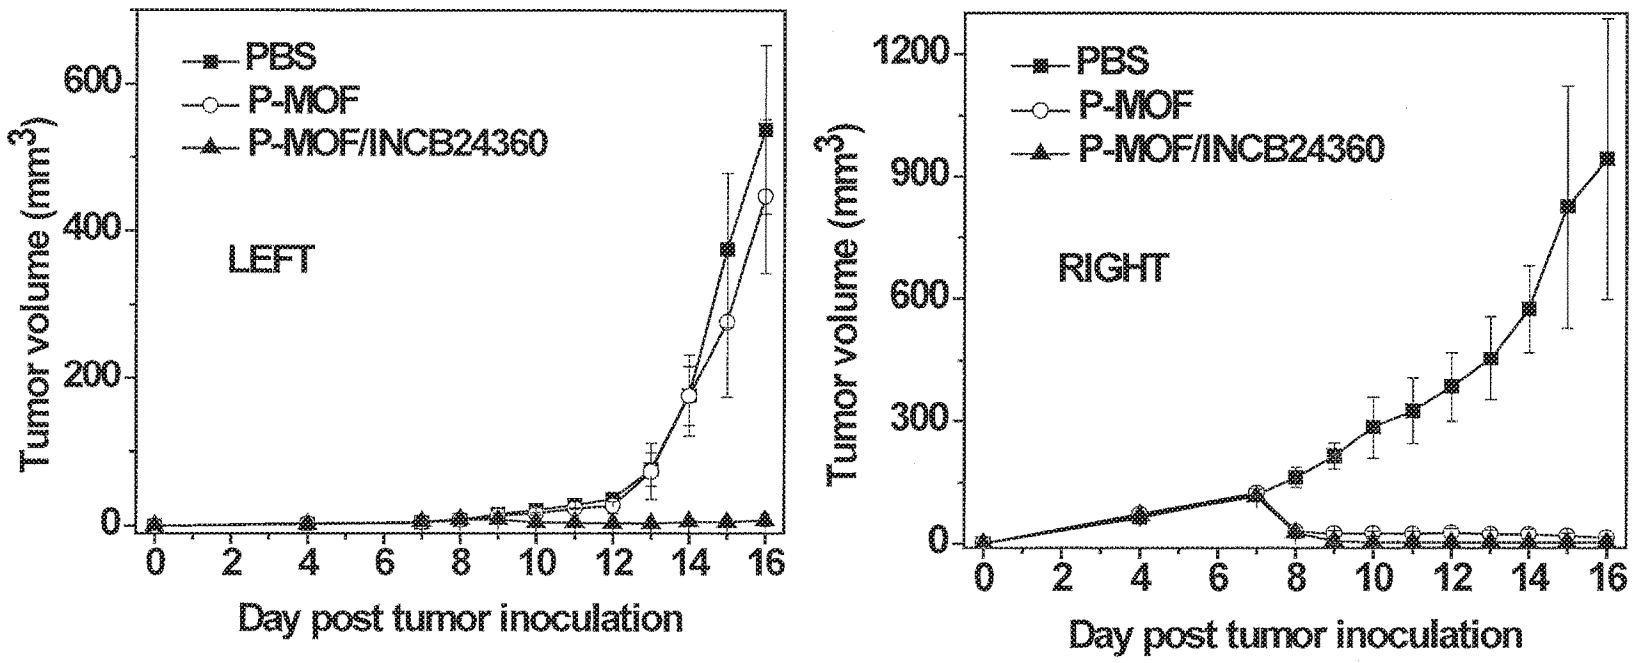 PBS
P-MOF
P-MOF/INCB24360
LEFT
Tumor volume (mm3)
600
400
200
0
0 2 4 6 8 10 12 14 16
Day post tumor inoculation
PBS
P-MOF
P-MOF/INCB24360
RIGHT
Tumor volume (mm3)
1200
900
600
300
0
0 2 4 6 8 10 12 14 16
Day post tumor inoculation